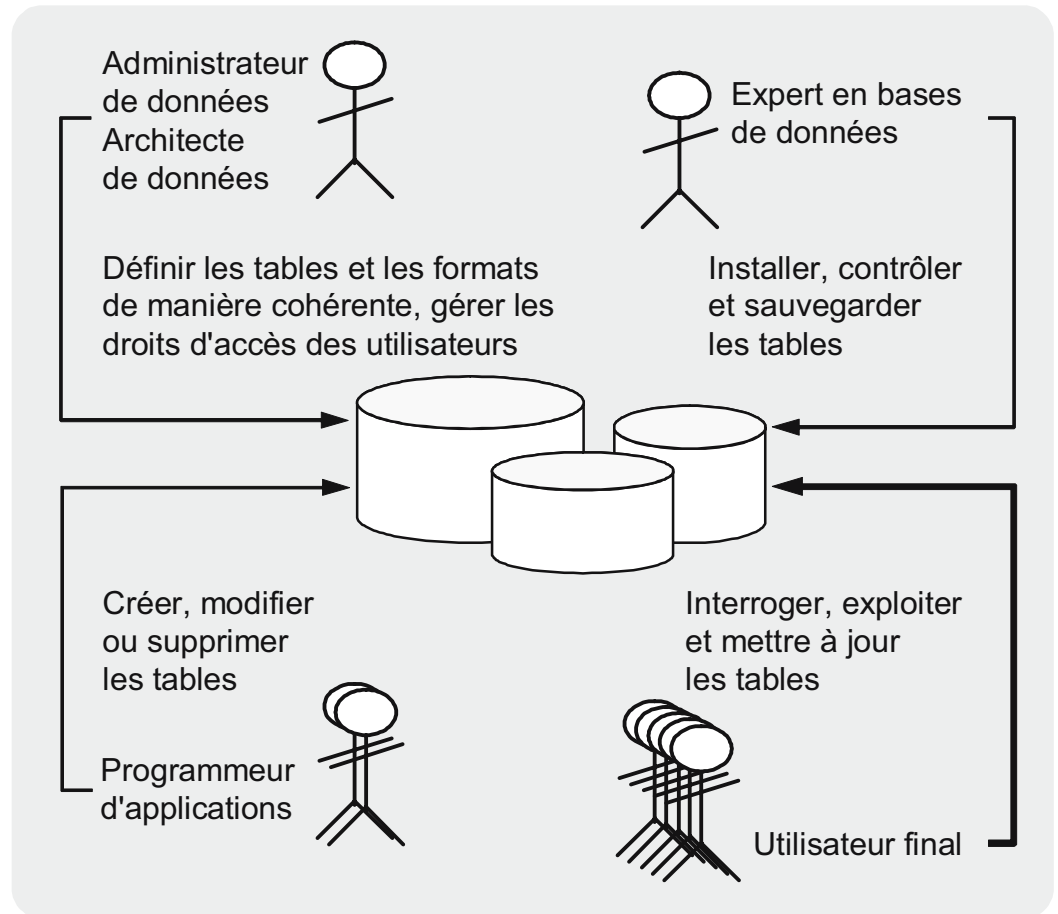 Administrateur
de données
Architecte
de données
Expert en bases
de données
Définir les tables et les formats
de manière cohérente, gérer les
droits d'accès des utilisateurs
Installer, contrôler
et sauvegarder
les tables
Créer, modifier
ou supprimer
les tables
Interroger, exploiter
et mettre à jour
les tables
Programmeur
d'applications
Utilisateur final